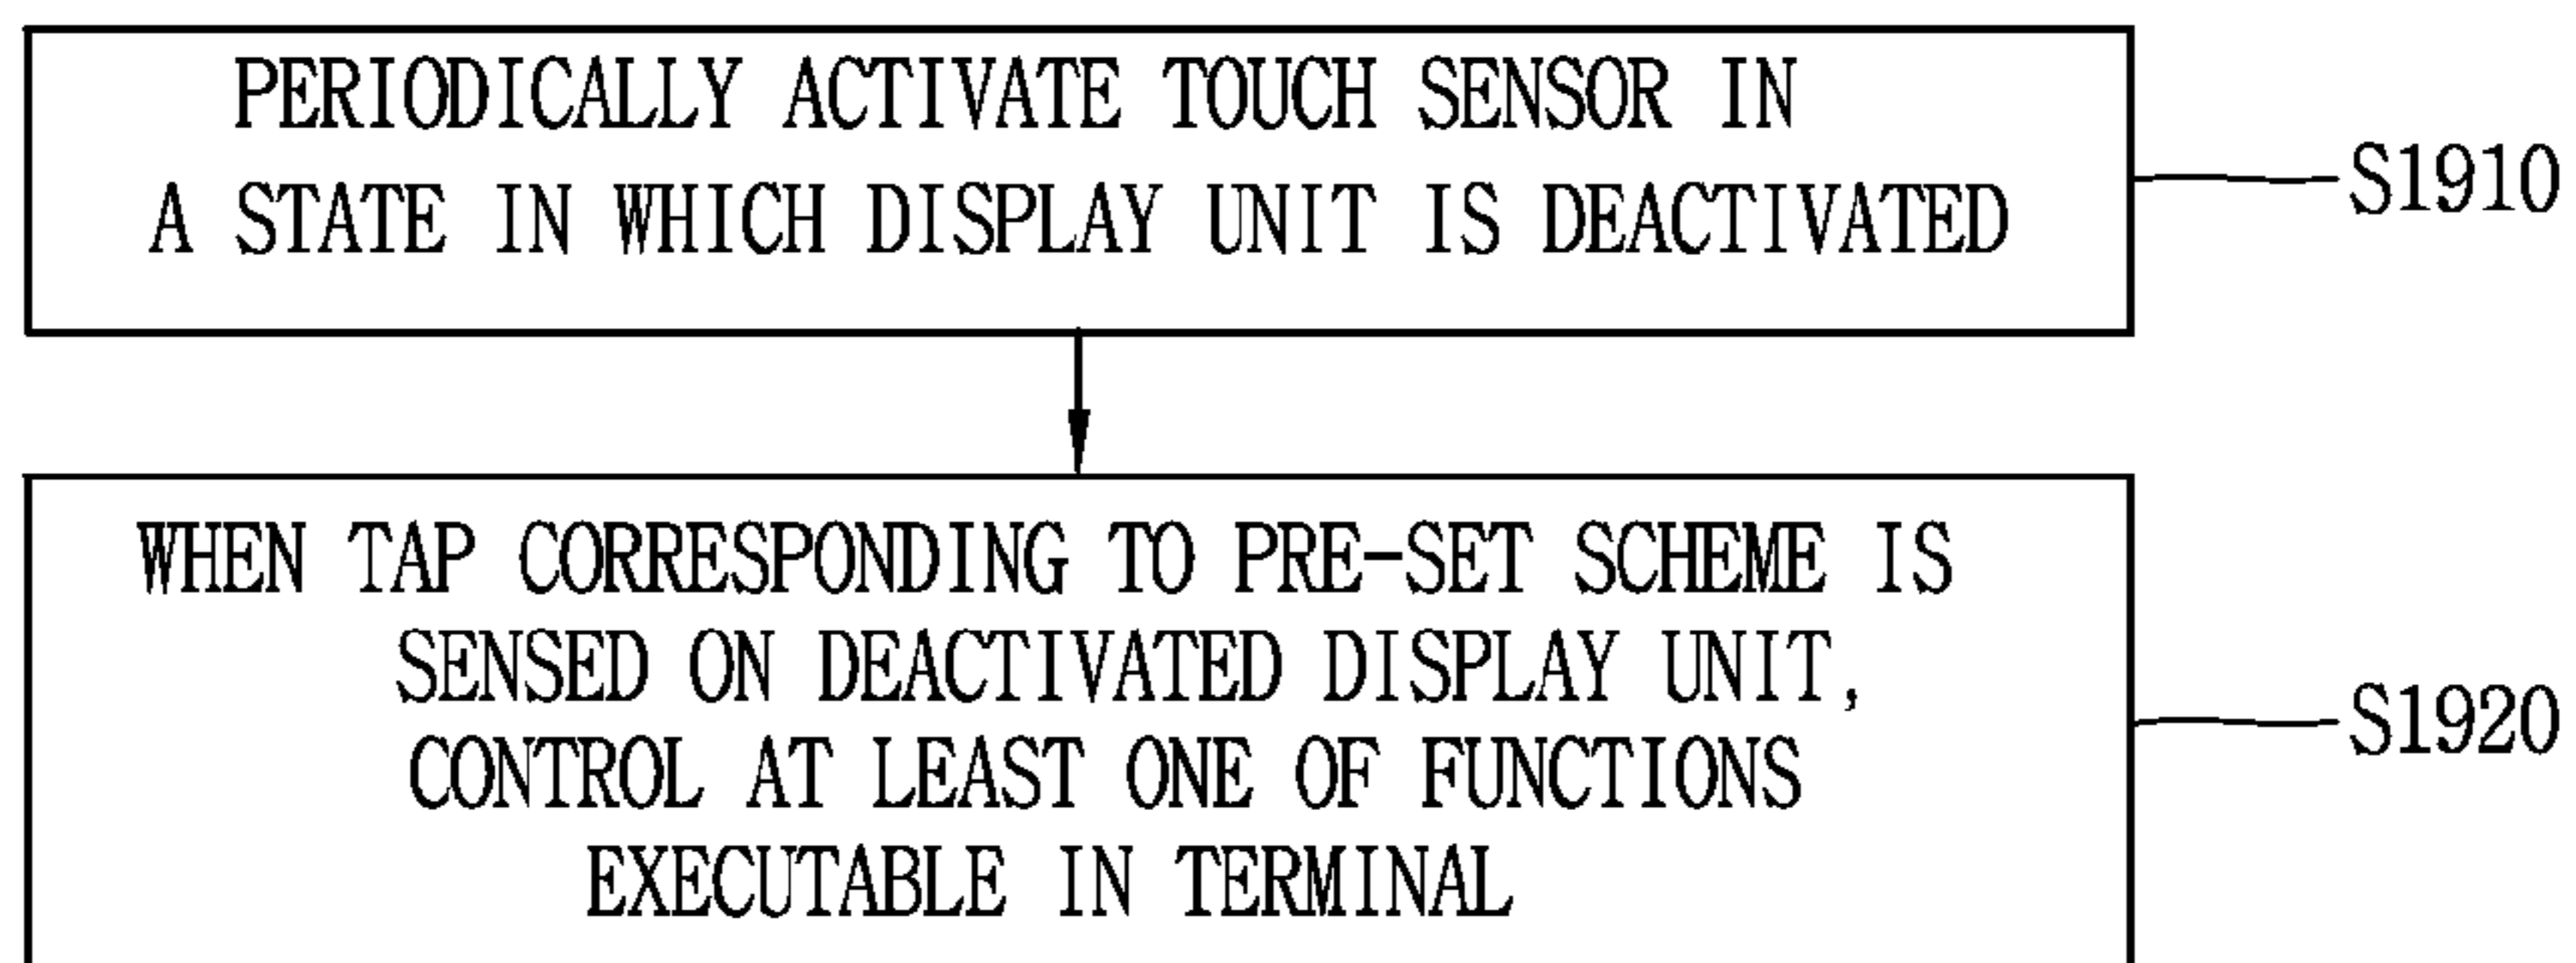 PERIODICALLY ACTIVATE TOUCH SENSOR IN
A STATE IN WHICH DISPLAY UNIT IS DEACTIVATED
S1910
WHEN TAP CORRESPONDING TO PRE-SET SCHEME IS
SENSED ON DEACTIVATED DISPLAY UNIT,
CONTROL AT LEAST ONE OF FUNCTIONS
EXECUTABLE IN TERMINAL
S1920